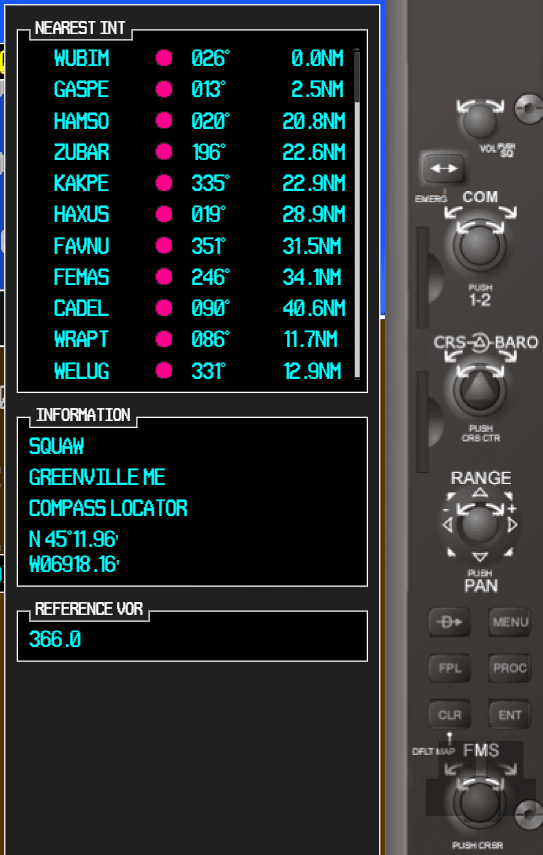 NEAREST INT
WUBIM 026° 0.0NM
GASPE 013° 2.5NM
HAMSO 020° 20.8NM
ZUBAR 196° 22.6NM
KAKPE 335° 22.9NM
HAXUS 019° 28.9NM
FAVNU 351° 31.5NM
FEMAS 246° 34.1NM
CADEL 090° 40.6NM
WRAPT 086° 11.7NM
WELUG 331° 12.9NM
INFORMATION
SQUAW
GREENVILLE ME
COMPASS LOCATOR
N 45°11.96'
W06918.16'
REFERENCE VOR
366.0
VOL PUSH SQ
EMERG
COM
PUSH
1-2
CRS BARO
PUSH
CRS CTR
RANGE
- +
PUSH
PAN
D MENU
FPL PROC
CLR ENT
DFLT MAP FMS
PUSH CRSR